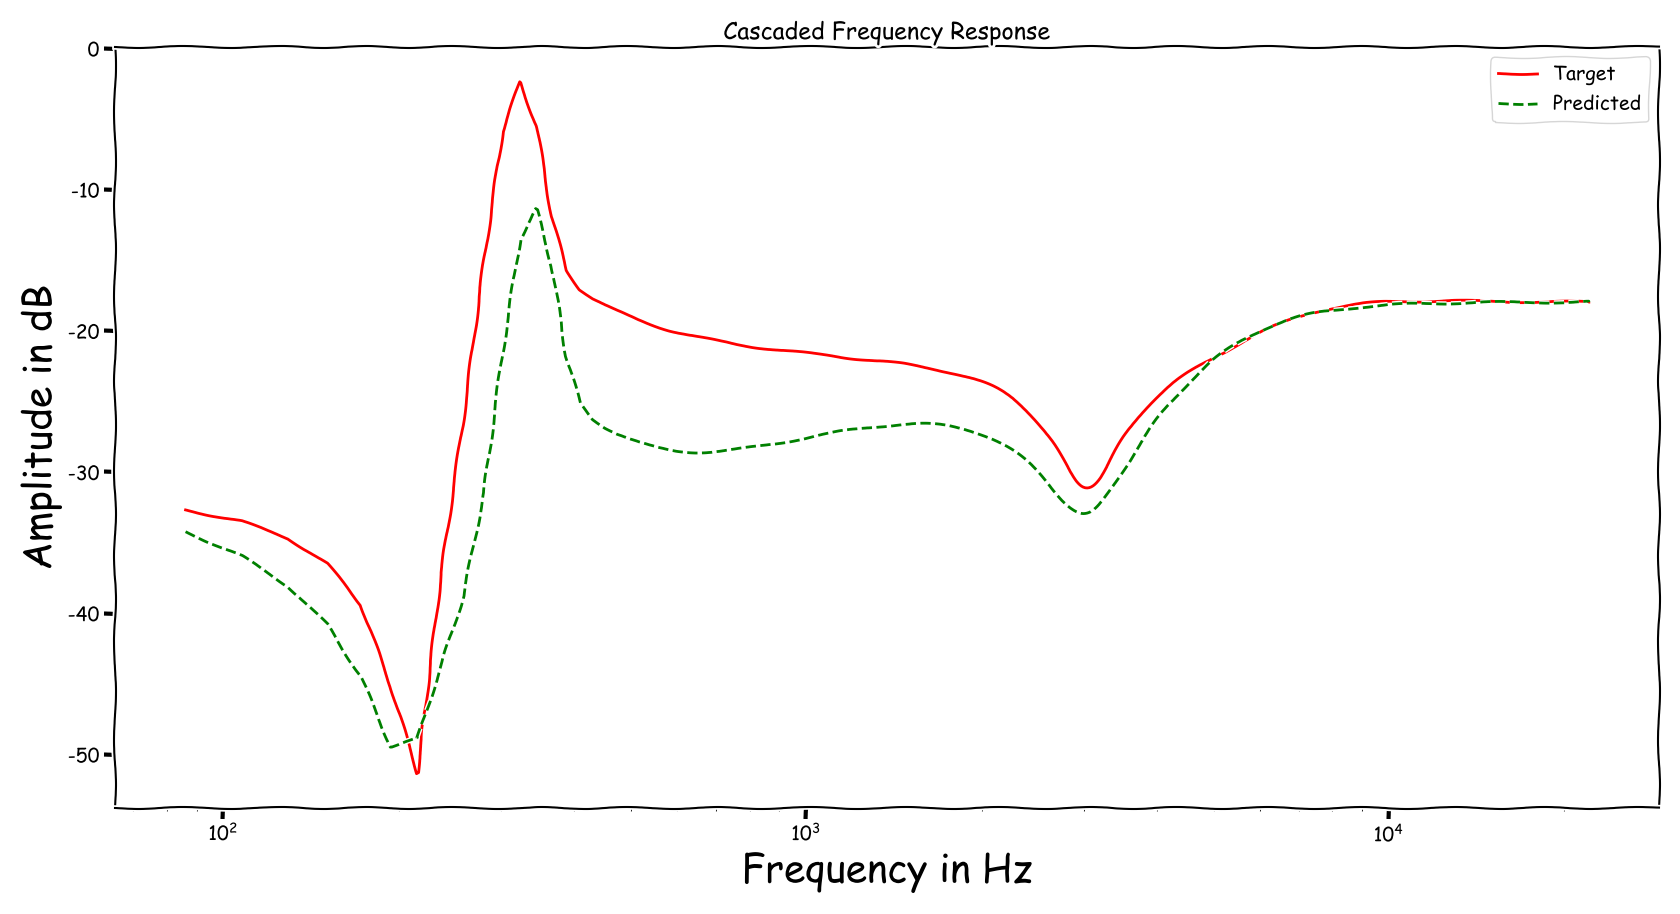 Cascaded Frequency Response
Target
Predicted
0
-10
-20
-30
-40
-50
Amplitude in dB
10²
10³
10⁴
Frequency in Hz